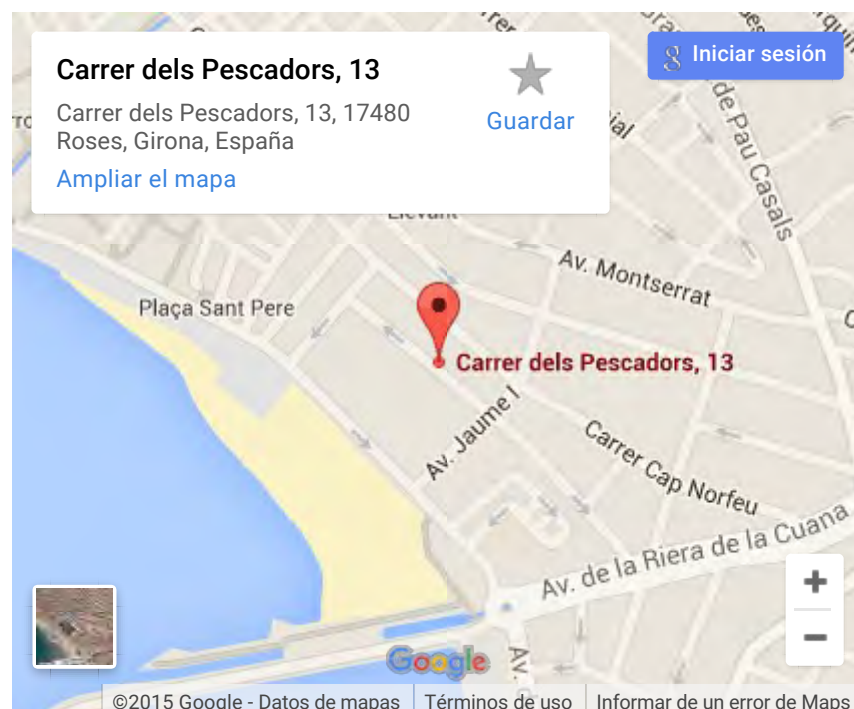 Carrer dels Pescadors, 13
Carrer dels Pescadors, 13, 17480
Roses, Girona, España
Ampliar el mapa
Guardar
Iniciar sesión
de Pau Casals
Llevant
Av. Montserrat
Plaça Sant Pere
Carrer dels Pescadors, 13
Av. Jaume I
Carrer Cap Norfeu
Av. de la Riera de la Cuana
+
−
Google
Av.
©2015 Google - Datos de mapas
Términos de uso
Informar de un error de Maps